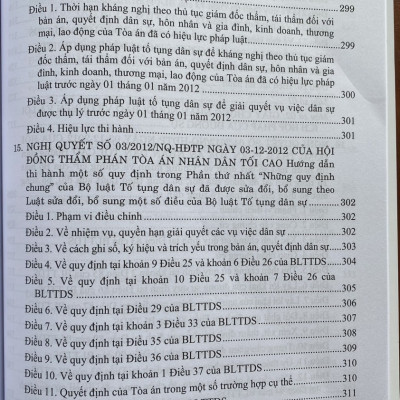 Điều 1. Thời hạn kháng nghị theo thủ tục giám đốc thẩm, tái thẩm đối với
bản án, quyết định dân sự, hôn nhân và gia đình, kinh doanh, thương
mại, lao động của Tòa án đã có hiệu lực pháp luật 299
Điều 2. Áp dụng pháp luật tố tụng dân sự để kháng nghị theo thủ tục giám
đốc thẩm, tái thẩm đối với bản án, quyết định dân sự, hôn nhân và gia
đình, kinh doanh, thương mại, lao động của Tòa án đã có hiệu lực pháp luật
trước ngày 01 tháng 01 năm 2012 300
Điều 3. Áp dụng pháp luật tố tụng dân sự để giải quyết vụ việc dân sự
được thụ lý trước ngày 01 tháng 01 năm 2012 301
Điều 4. Hiệu lực thi hành 301
15. NGHỊ QUYẾT SỐ 03/2012/NQ-HĐTP NGÀY 03-12-2012 CỦA HỘI
ĐỒNG THẨM PHÁN TÒA ÁN NHÂN DÂN TỐI CAO Hướng dẫn
thi hành một số quy định trong Phần thứ nhất “Những quy định
chung” của Bộ luật Tố tụng dân sự đã được sửa đổi, bổ sung theo
Luật sửa đổi, bổ sung một số điều của Bộ luật Tố tụng dân sự 302
Điều 1. Phạm vi điều chỉnh 302
Điều 2. Về nhiệm vụ, quyền hạn giải quyết các vụ việc dân sự 302
Điều 3. Về cách ghi số, ký hiệu và trích yếu trong bản án, quyết định dân sự 303
Điều 4. Về quy định tại khoản 9 Điều 25 và khoản 6 Điều 26 của BLTTDS 304
Điều 5. Về quy định tại khoản 10 Điều 25 và khoản 7 Điều 26 của
BLTTDS 305
Điều 6. Về quy định tại Điều 29 của BLTTDS 306
Điều 7. Về quy định tại khoản 3 Điều 33 của BLTTDS 307
Điều 8. Về quy định tại Điều 35 của BLTTDS 308
Điều 9. Về quy định tại Điều 36 của BLTTDS 309
Điều 10. Về quy định tại khoản 1 Điều 37 của BLTTDS 310
Điều 11. Quyết định của Tòa án trong một số trường hợp cụ thể 310
311